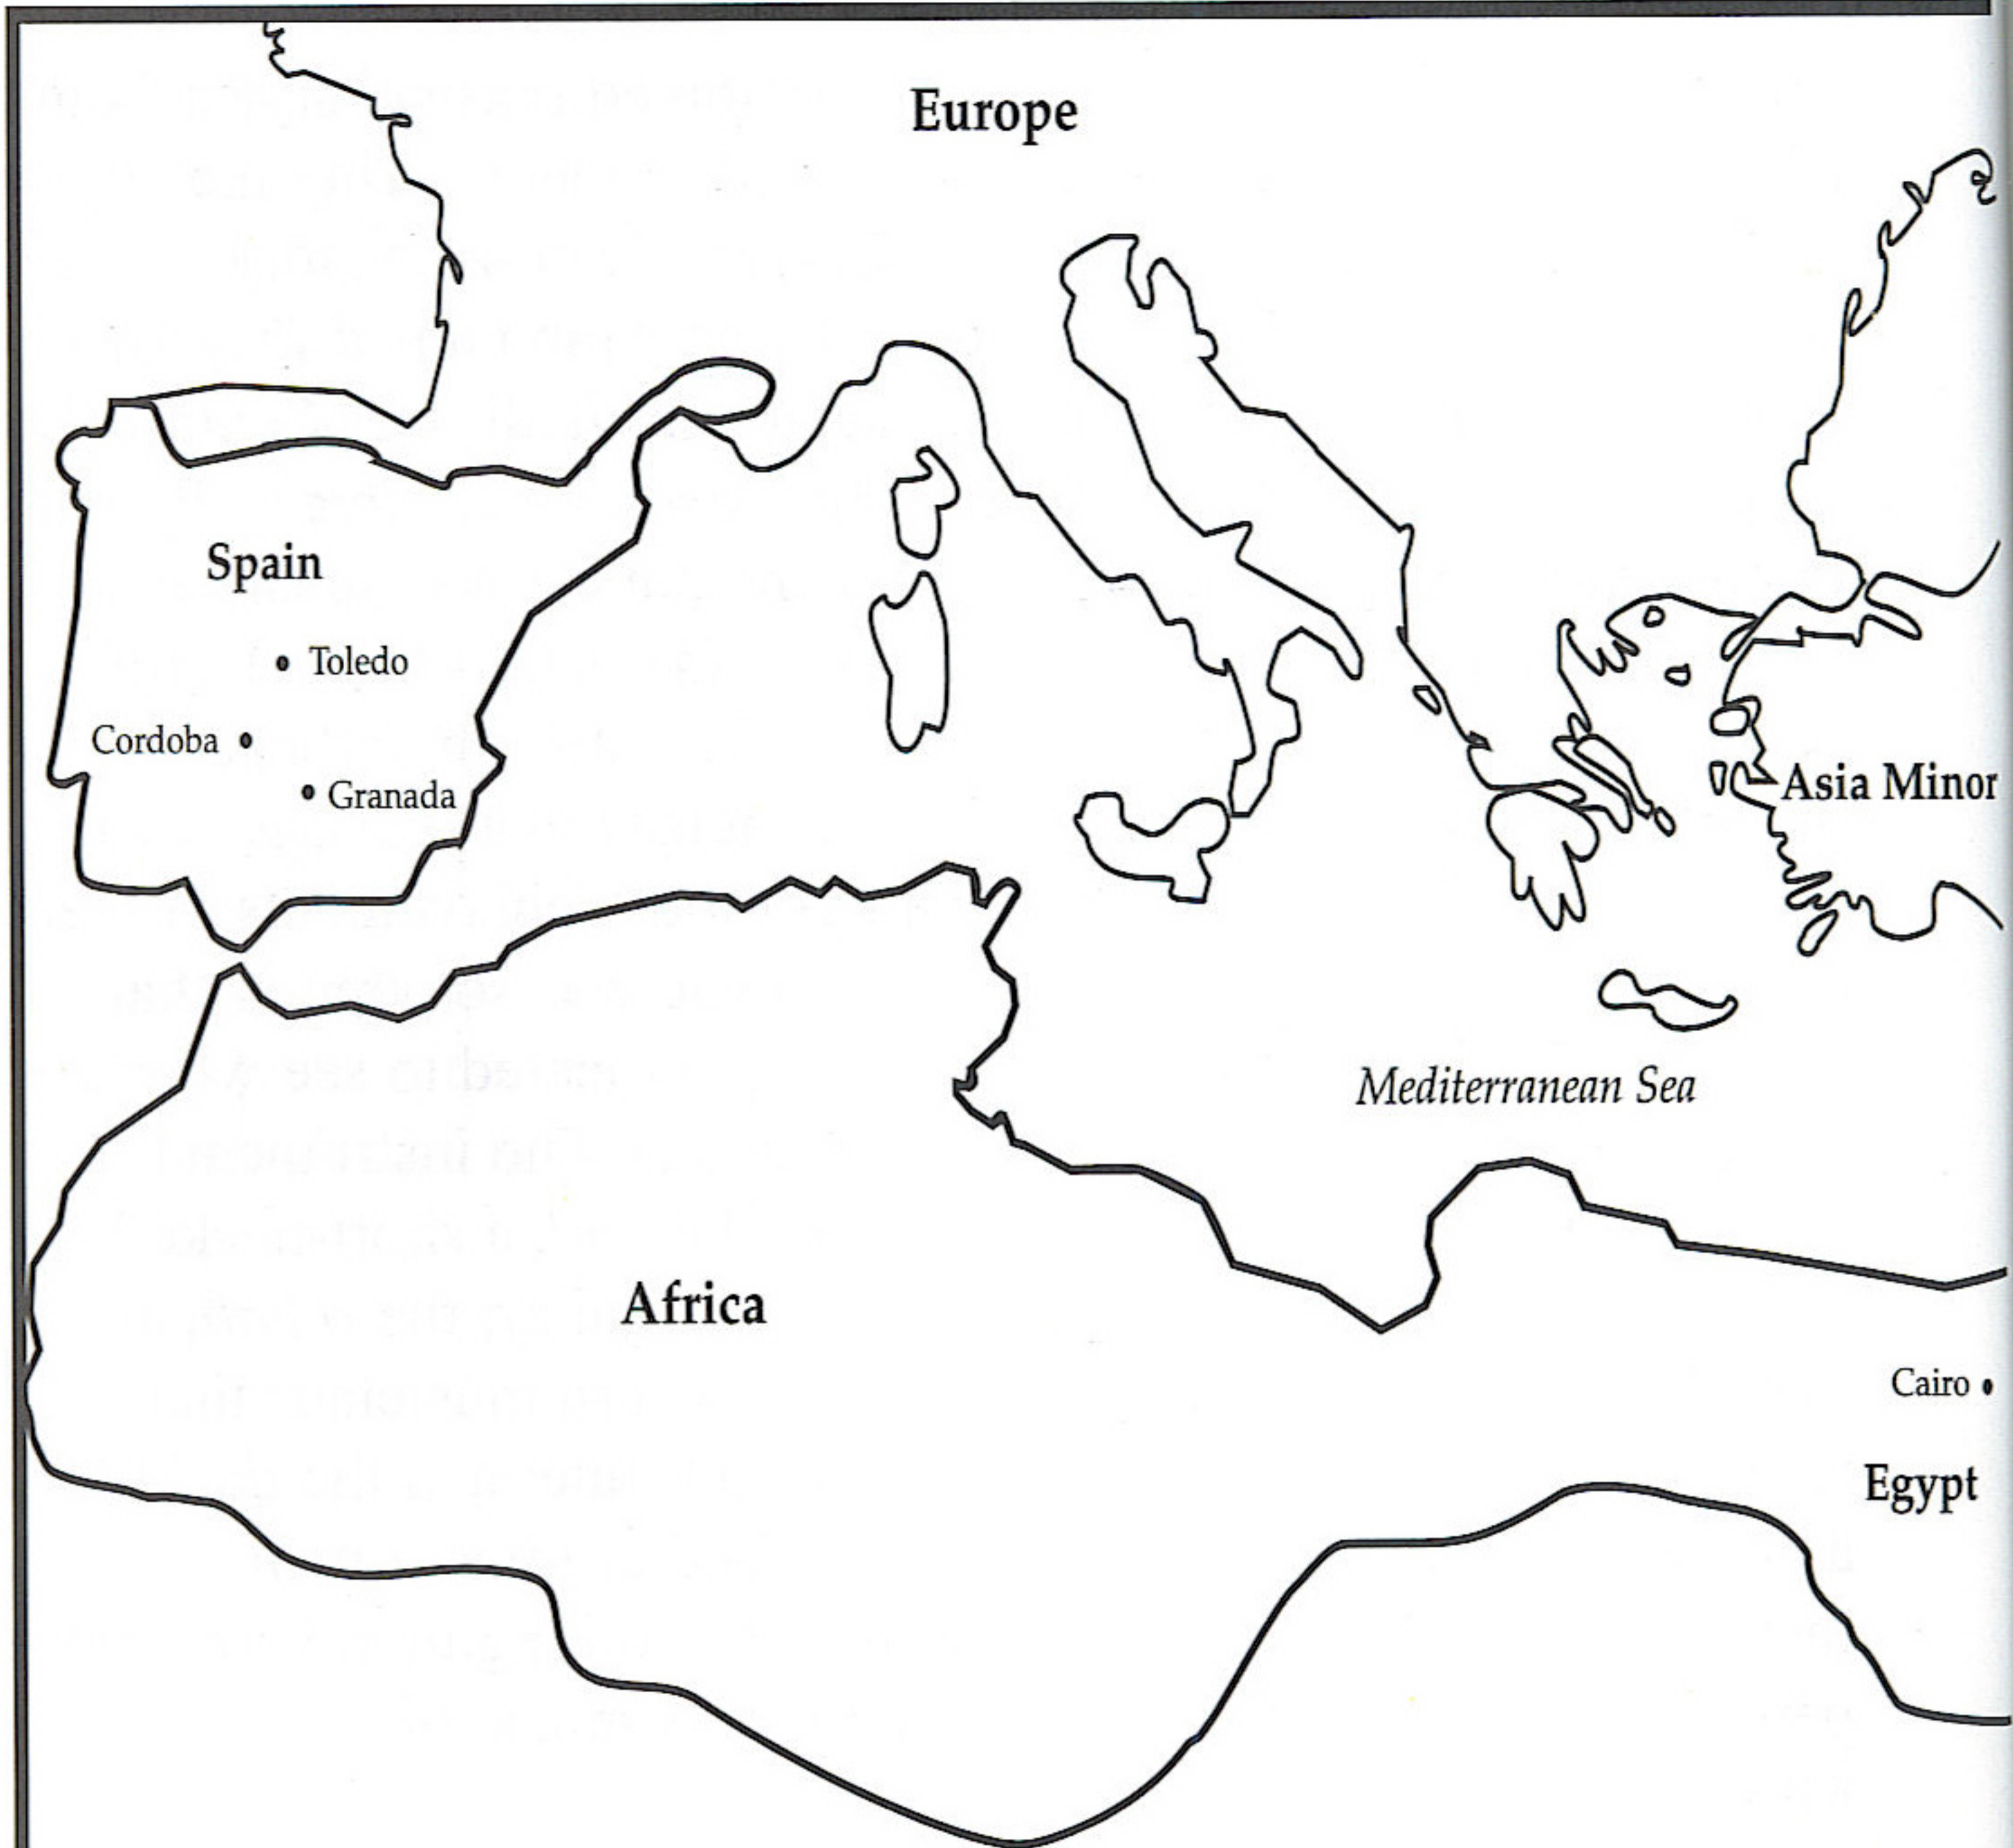 Europe
Spain
Toledo
Cordoba
Granada
Asia Minor
Mediterranean Sea
Africa
Cairo
Egypt